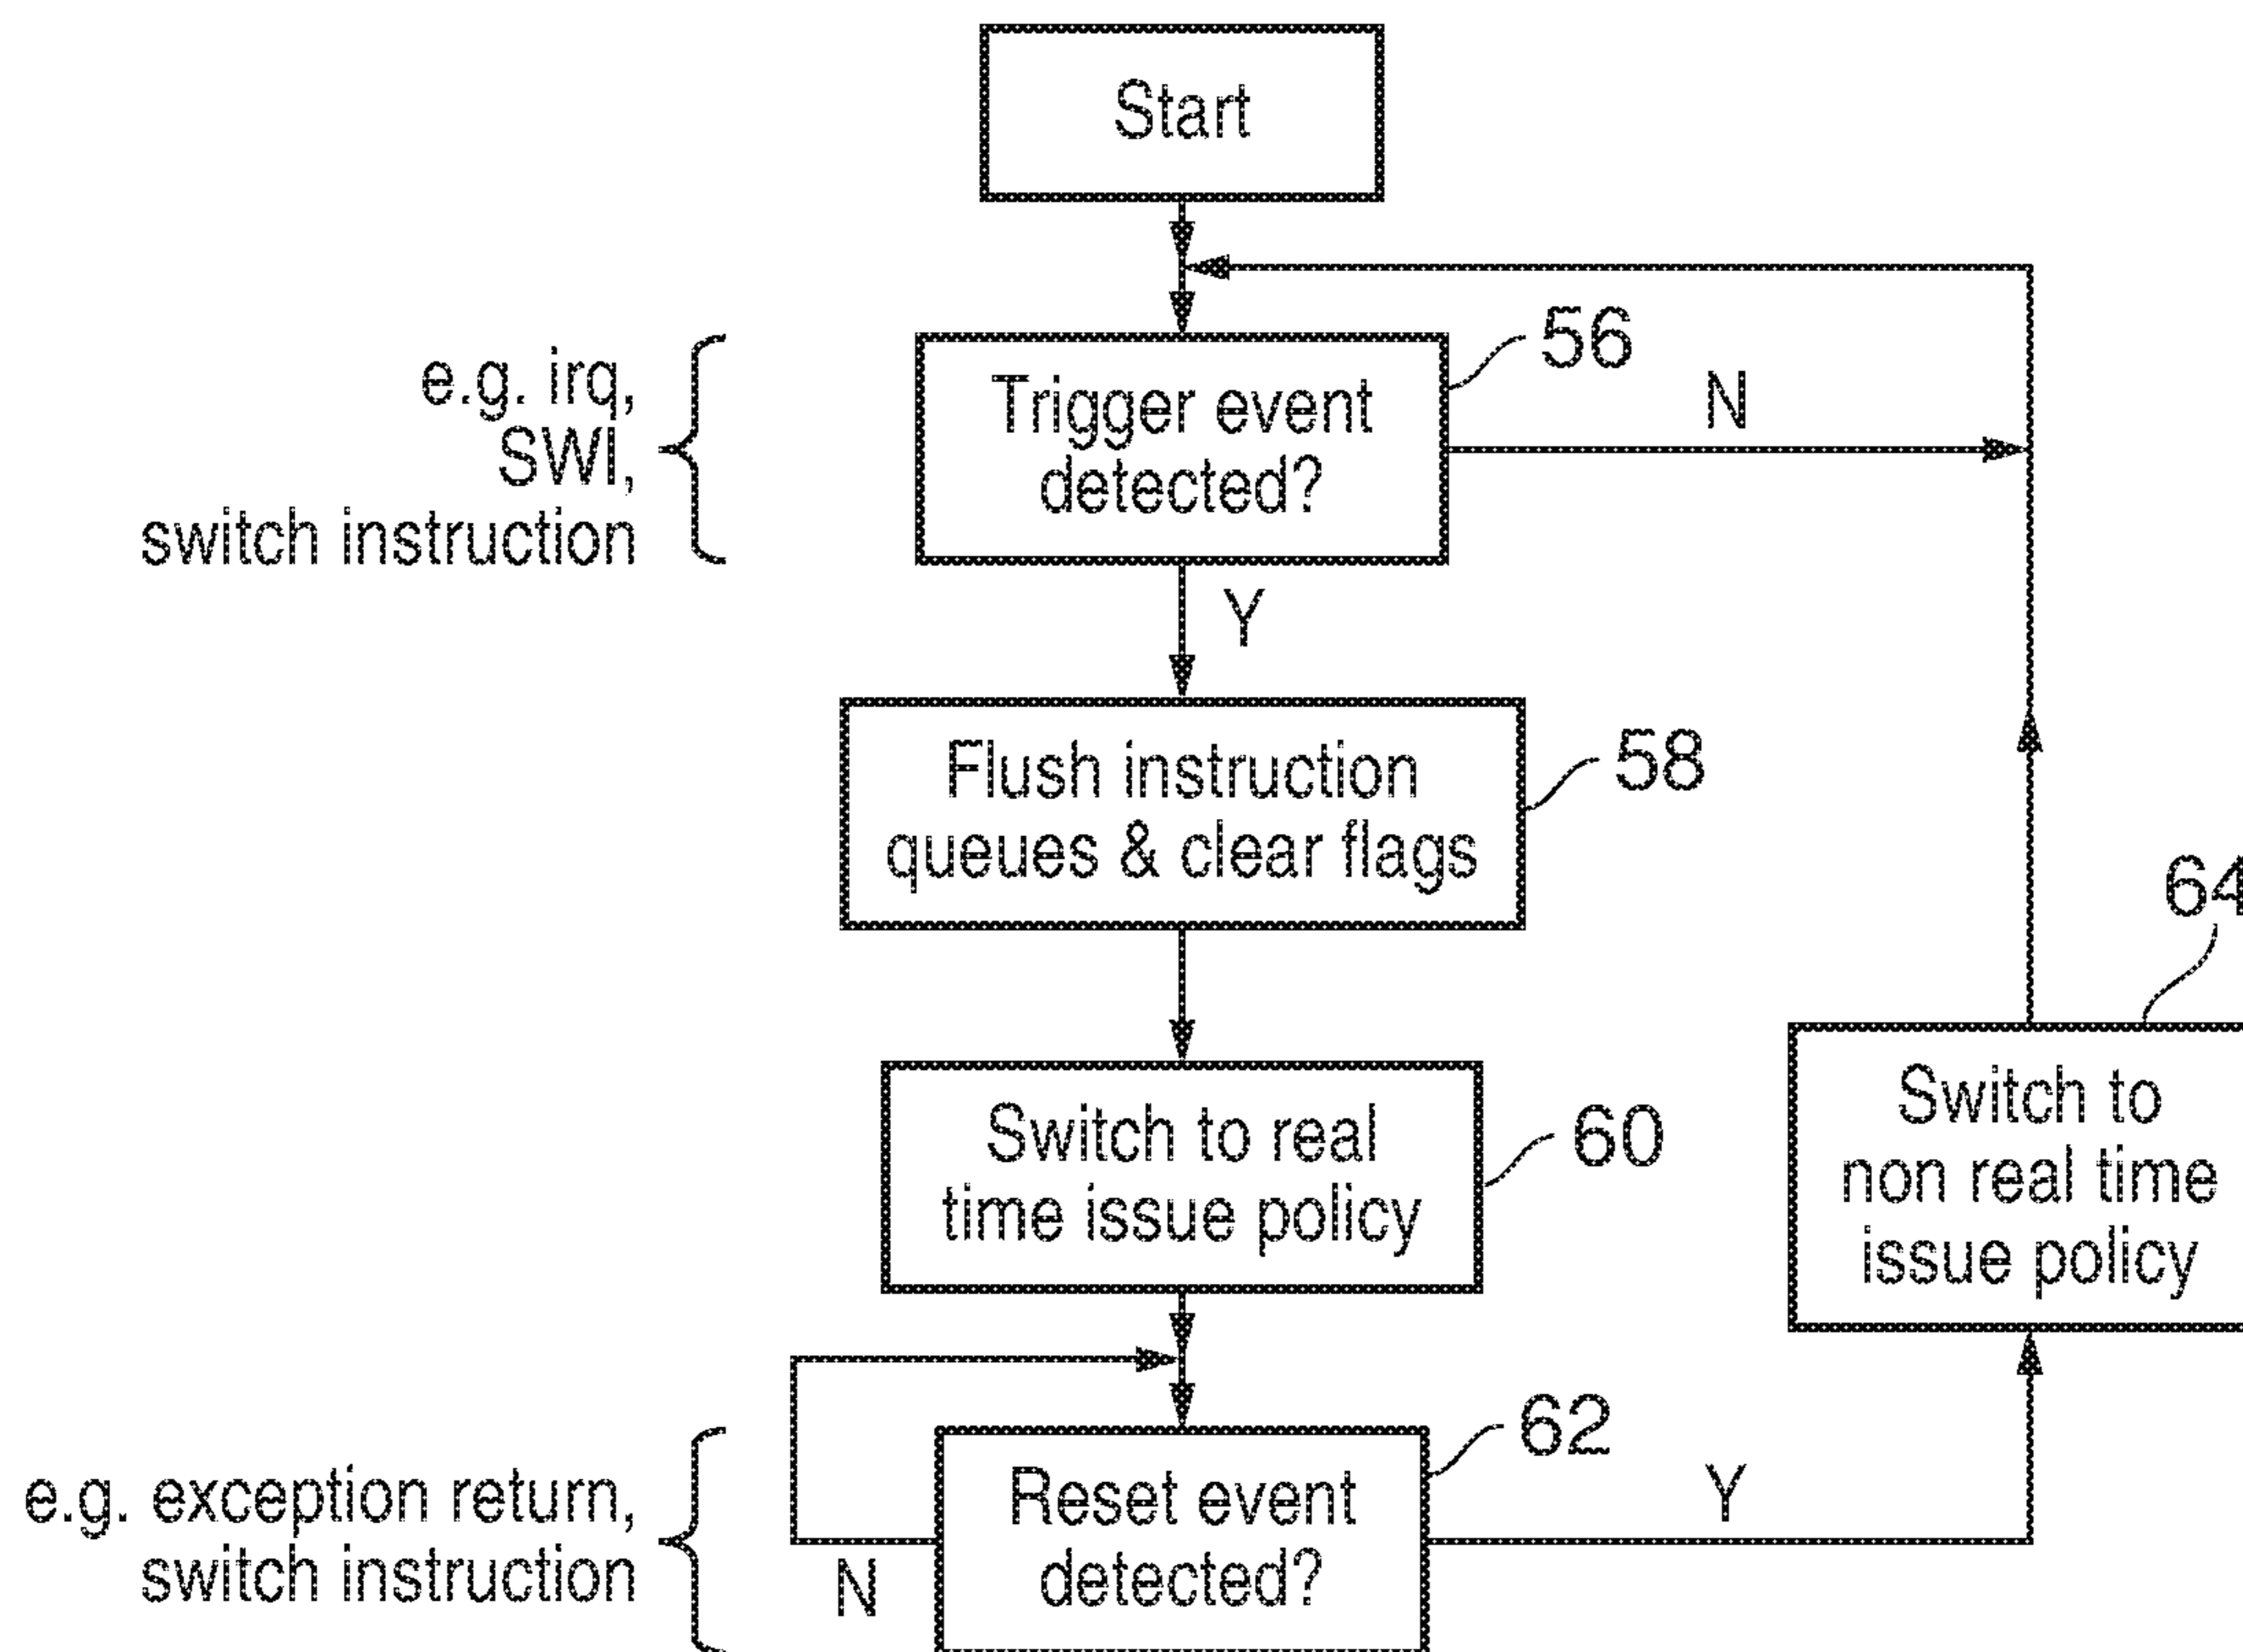 Start
56
e.g. irq,
SWI,
switch instruction
Trigger event
detected?
N
Y
58
Flush instruction
queues & clear flags
64
60
Switch to real
time issue policy
Switch to
non real time
issue policy
62
e.g. exception return,
switch instruction
Reset event
detected?
Y
N